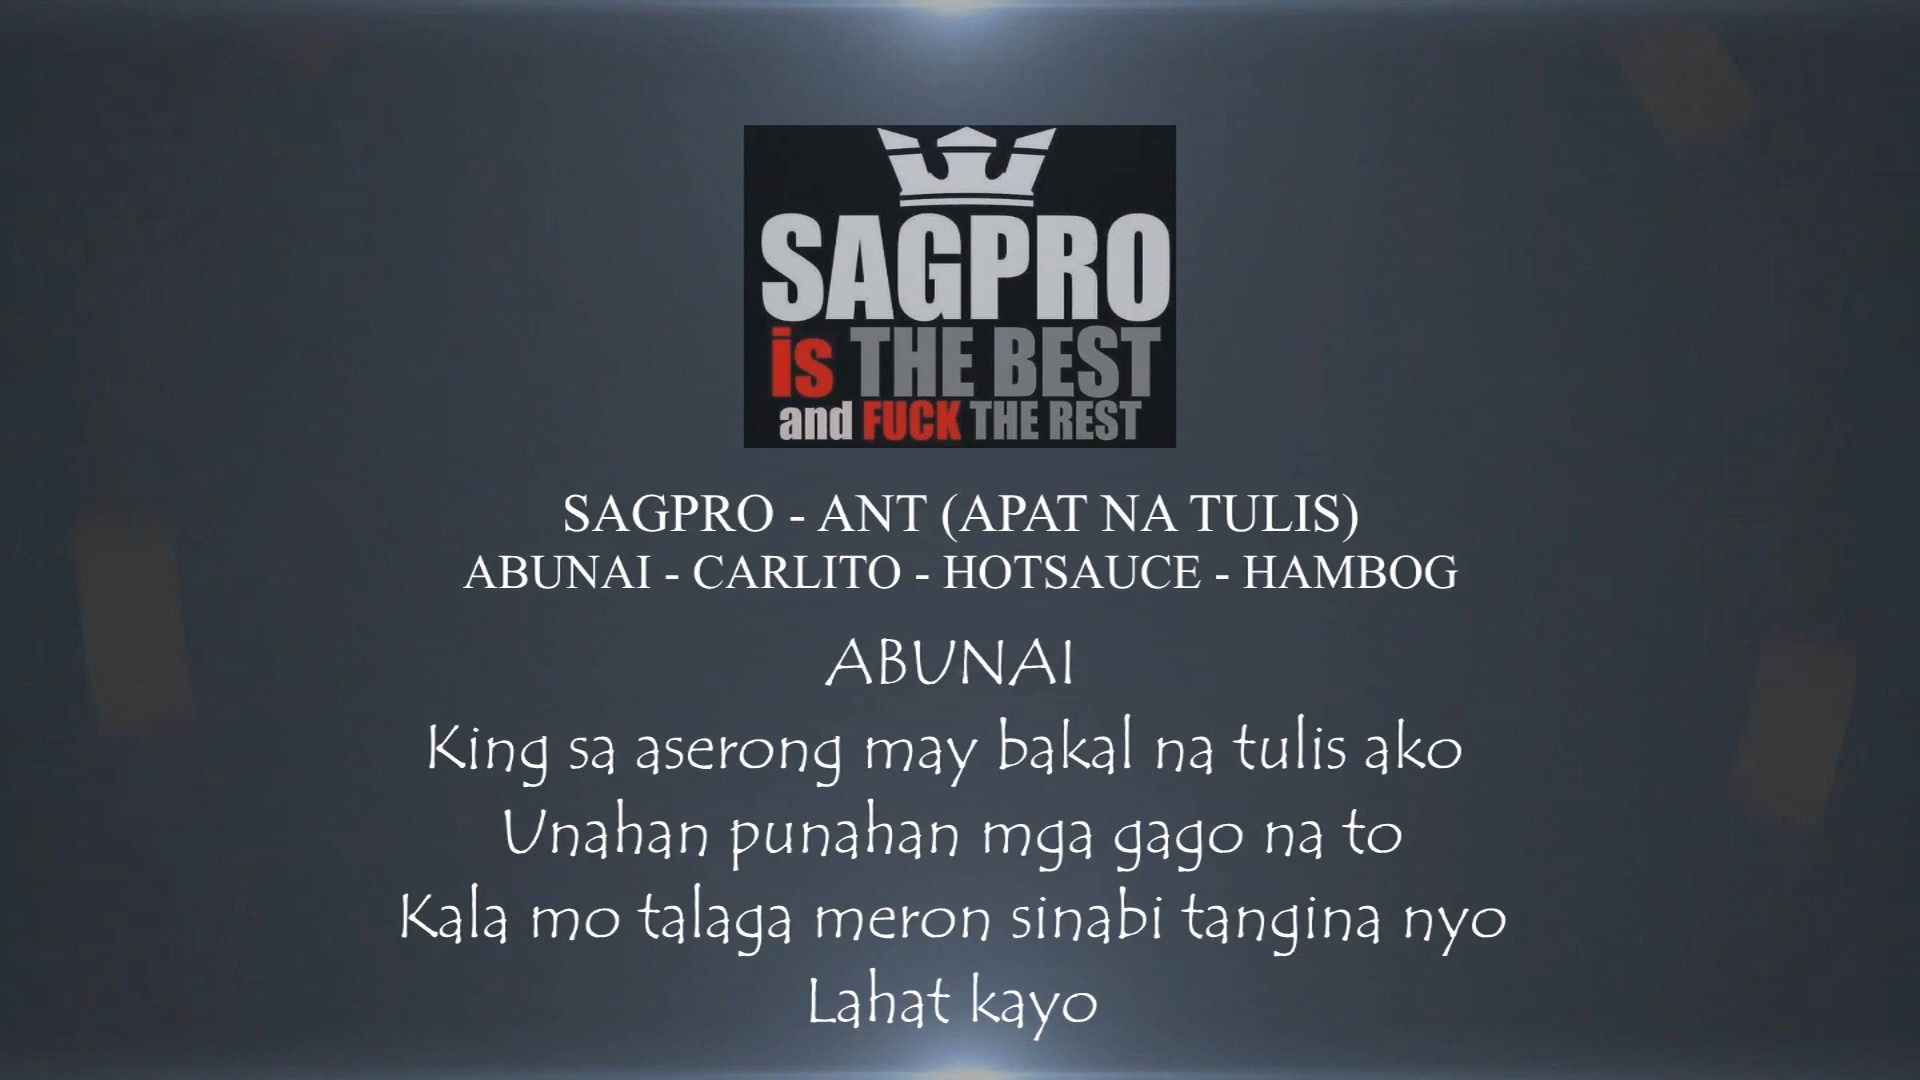 SAGPRO
is THE BEST
and FUCK THE REST
SAGPRO - ANT (APAT NA TULIS)
ABUNAI - CARLITO - HOTSAUCE - HAMBOG
ABUNAI
King sa aserong may bakal na tulis ako
Unahan punahan mga gago na to
Kala mo talaga meron sinabi tangina nyo
Lahat kayo